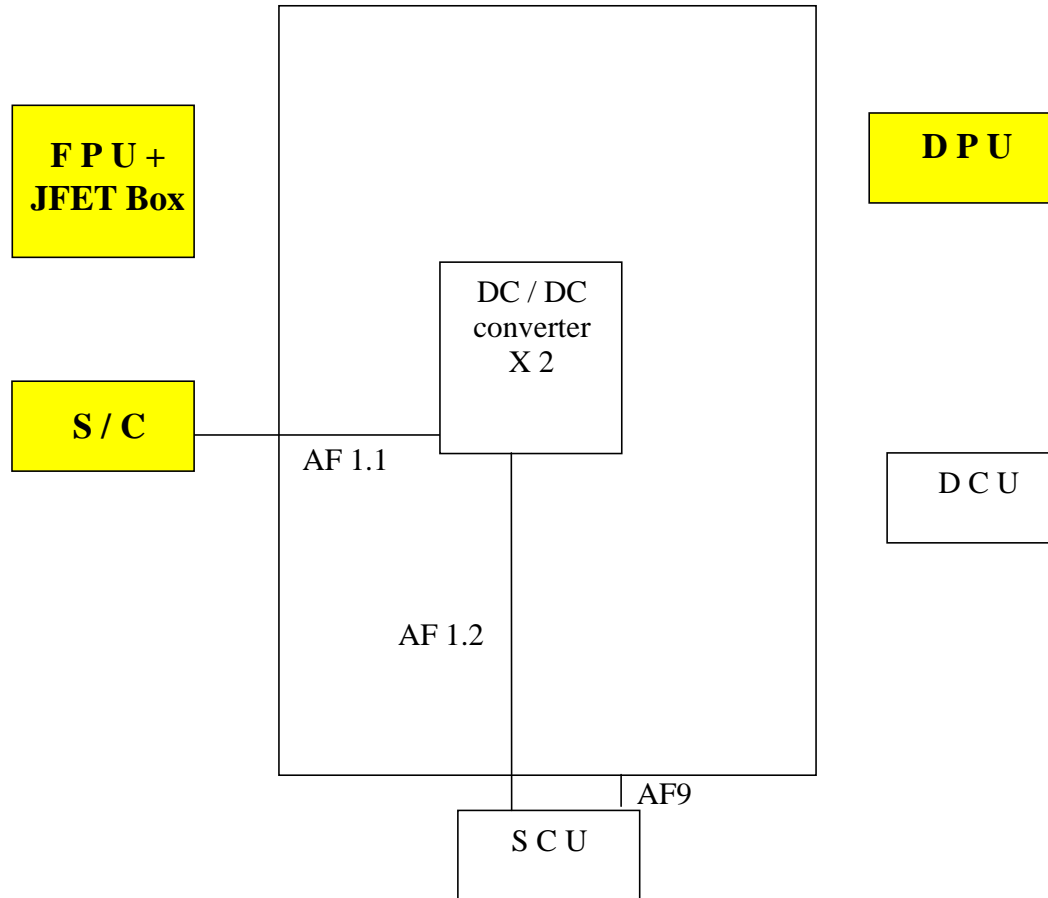 F P U +
JFET Box
D P U
DC / DC
converter
X 2
S / C
AF 1.1
D C U
AF 1.2
AF9
S C U